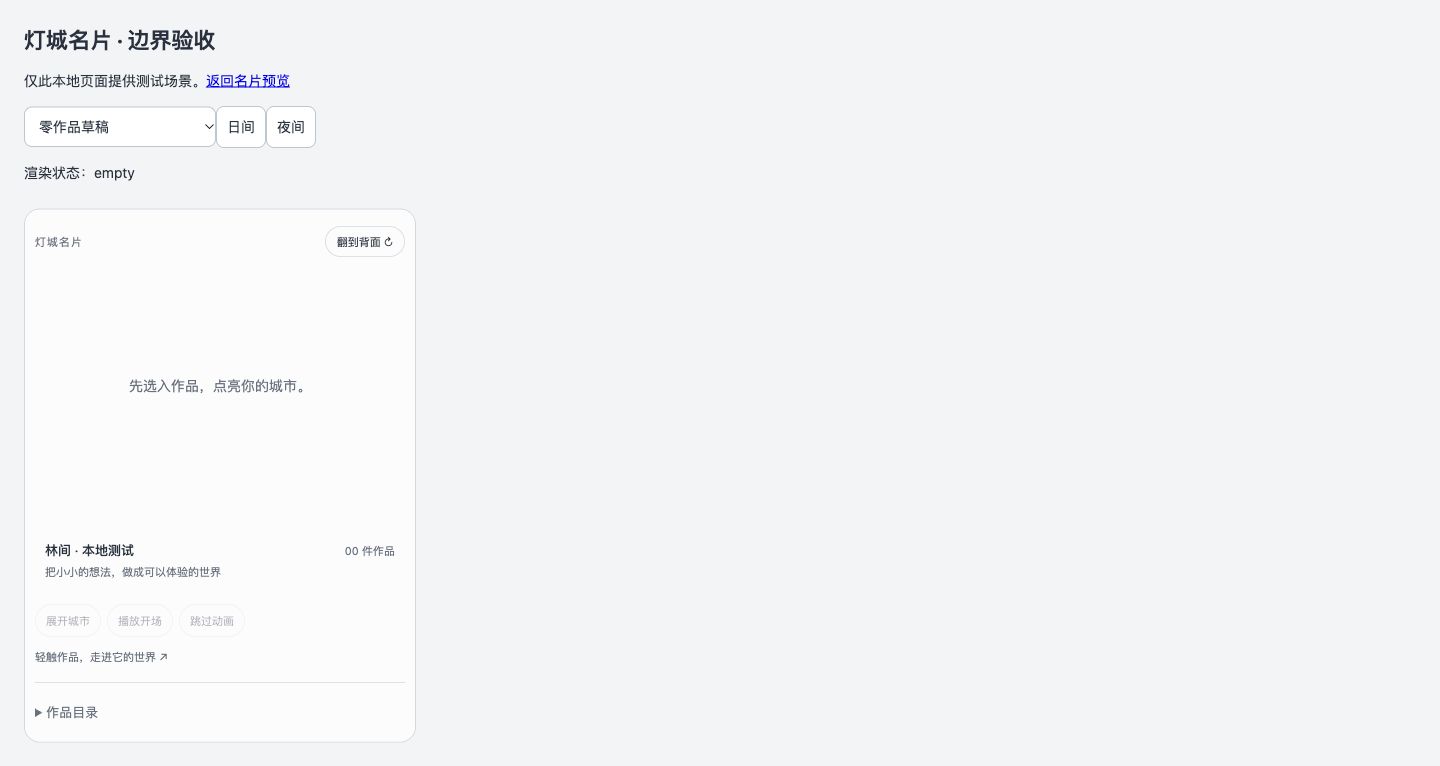 灯城名片 · 边界验收
仅此本地页面提供测试场景。返回名片预览
零作品草稿 日间 夜间
渲染状态：empty
灯城名片 翻到背面 ↻
先选入作品，点亮你的城市。
林间 · 本地测试 00 件作品
把小小的想法，做成可以体验的世界
展开城市 播放开场 跳过动画
轻触作品，走进它的世界 ↗
▶ 作品目录